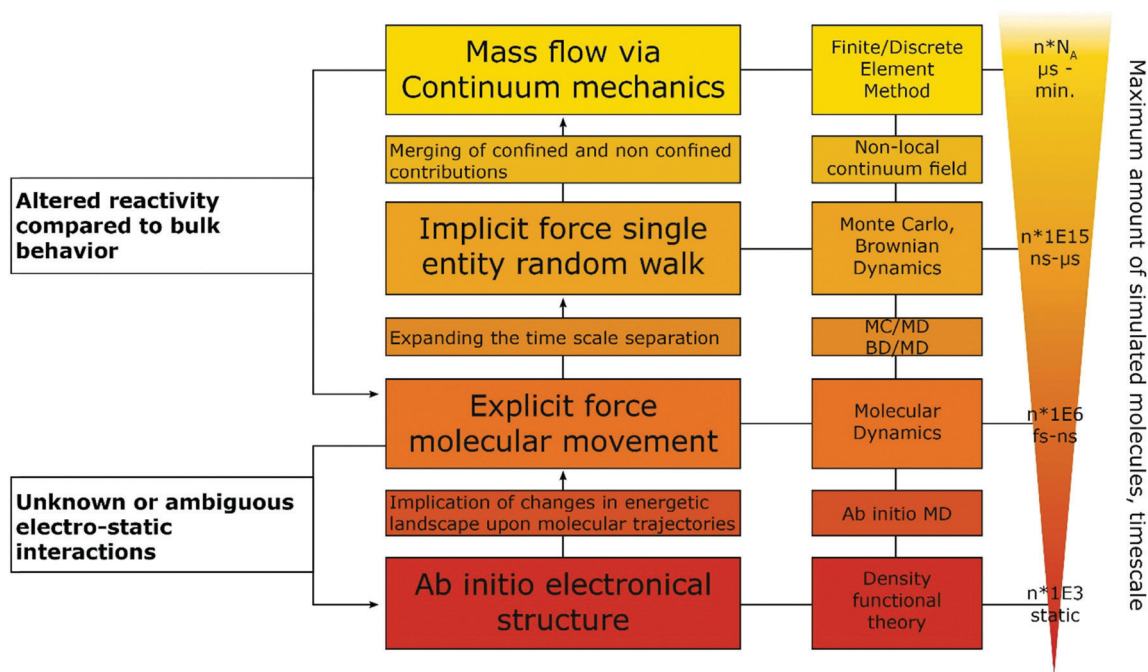 Mass flow via
Continuum mechanics
Finite/Discrete
Element
Method
n*N_A
µs -
min.
Merging of confined and non confined
contributions
Non-local
continuum field
Altered reactivity
compared to bulk
behavior
Implicit force single
entity random walk
Monte Carlo,
Brownian
Dynamics
n*1E15
ns-µs
Expanding the time scale separation
MC/MD
BD/MD
Explicit force
molecular movement
Molecular
Dynamics
n*1E6
fs-ns
Unknown or ambiguous
electro-static
interactions
Implication of changes in energetic
landscape upon molecular trajectories
Ab initio MD
Ab initio electronical
structure
Density
functional
theory
n*1E3
static
Maximum amount of simulated molecules, timescale